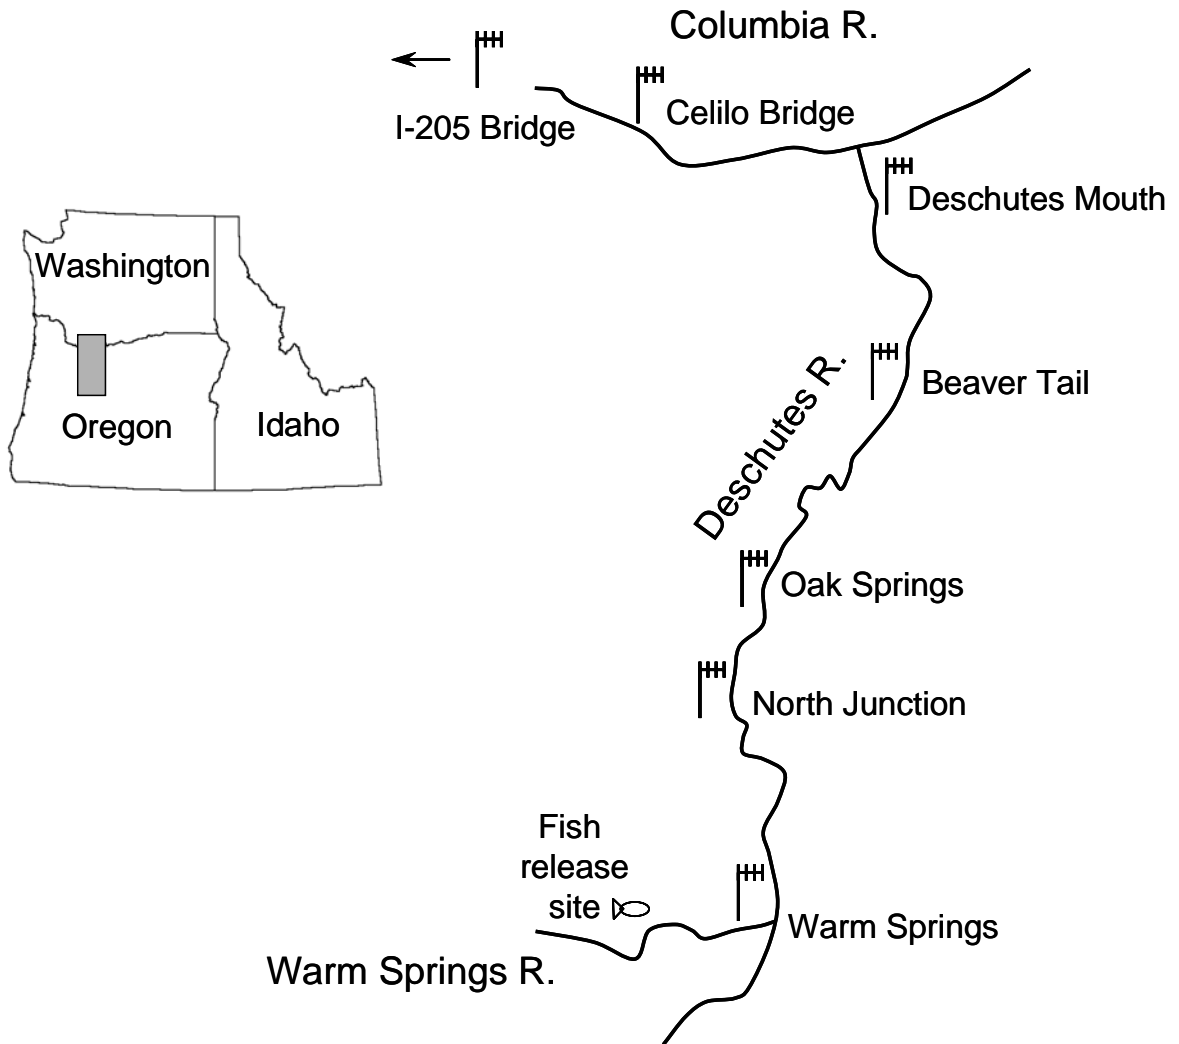 Columbia R.
I-205 Bridge
Celilo Bridge
Deschutes Mouth
Washington
Oregon
Idaho
Deschutes R.
Beaver Tail
Oak Springs
North Junction
Fish
release
site
Warm Springs
Warm Springs R.